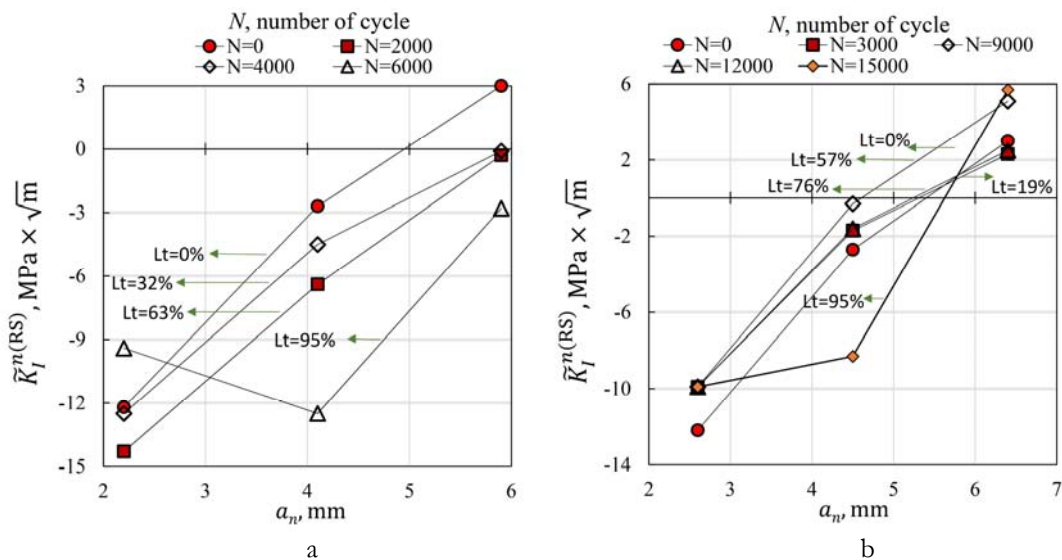 N, number of cycle
N=0 N=2000
N=4000 N=6000
3
0
-3
-6
-9
-12
-15
Lt=0%
Lt=32%
Lt=63%
Lt=95%
2 3 4 5 6
K̃_I^{n(RS)}, MPa × √m
a_n, mm
a
N, number of cycle
N=0 N=3000 N=9000
N=12000 N=15000
6
2
-2
-6
-10
-14
Lt=0%
Lt=57%
Lt=76%
Lt=19%
Lt=95%
2 3 4 5 6 7
K̃_I^{n(RS)}, MPa × √m
a_n, mm
b